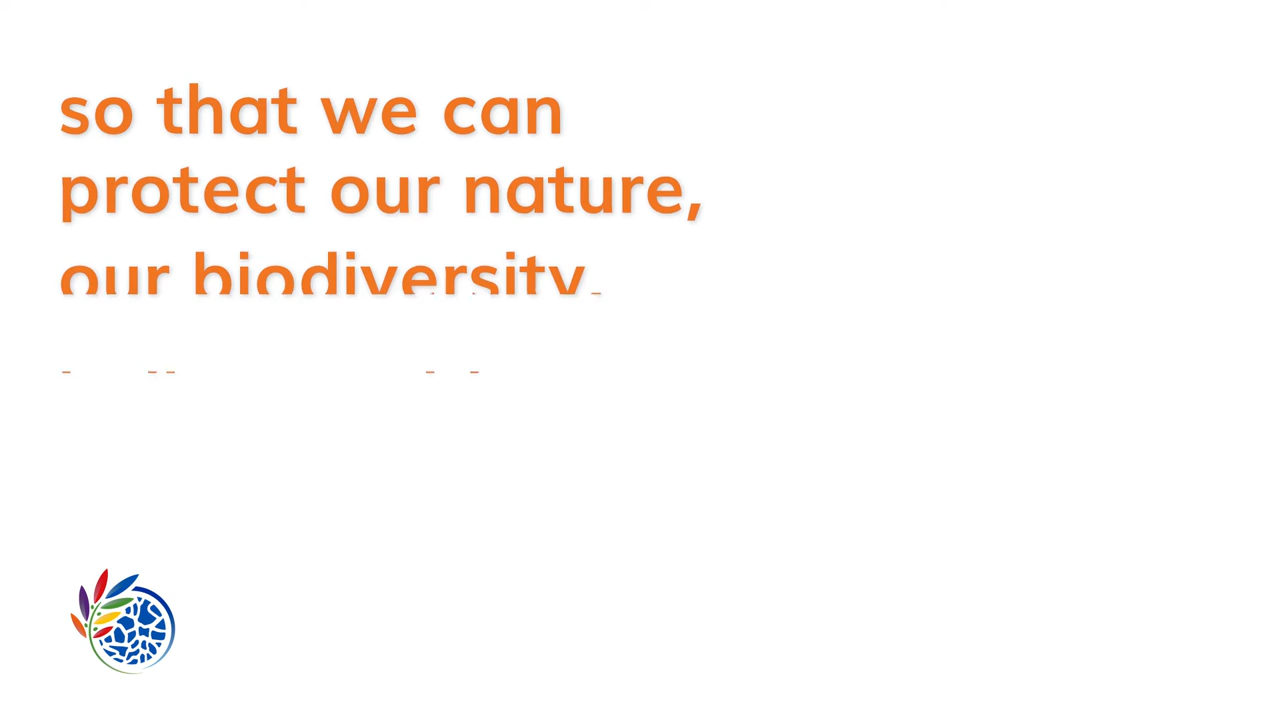 so that we can
protect our nature,
our biodiversity,